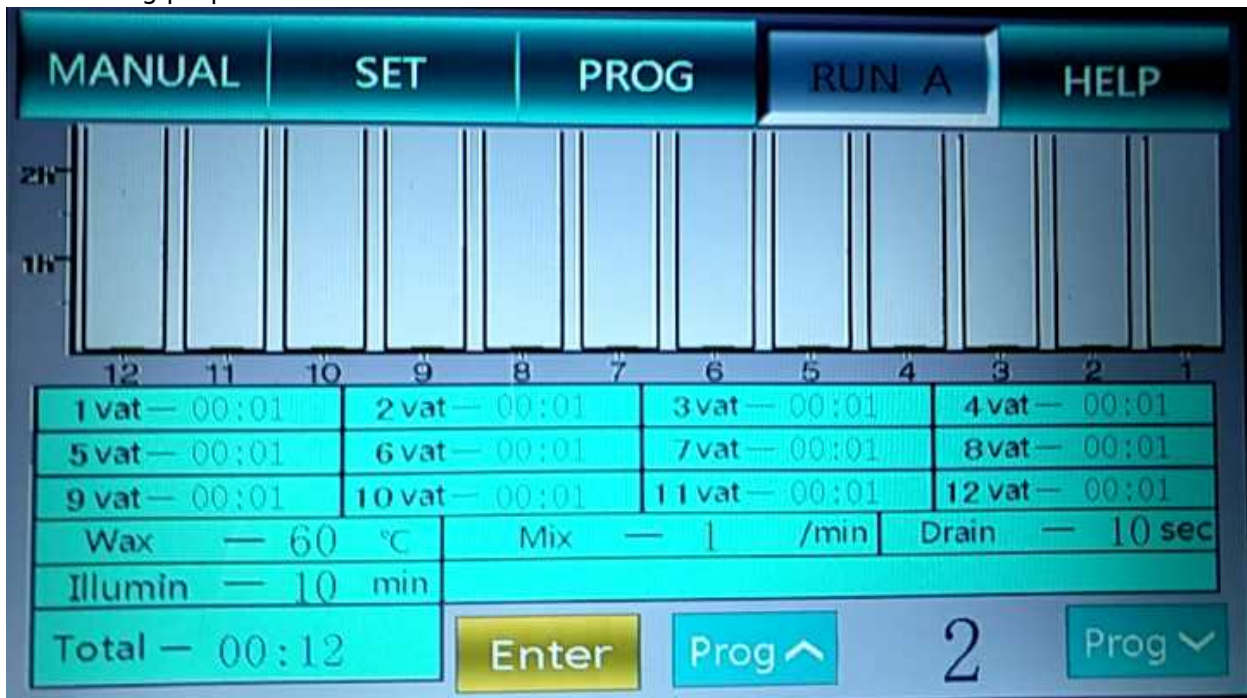 MANUAL SET PROG RUN A HELP
2h
1h
12 11 10 9 8 7 6 5 4 3 2 1
1 vat — 00:01 2 vat — 00:01 3 vat — 00:01 4 vat — 00:01
5 vat — 00:01 6 vat — 00:01 7 vat — 00:01 8 vat — 00:01
9 vat — 00:01 10 vat — 00:01 11 vat — 00:01 12 vat — 00:01
Wax — 60 °C Mix — 1 /min Drain — 10 sec
Illumin — 10 min
Total — 00:12 Enter Prog 2 Prog